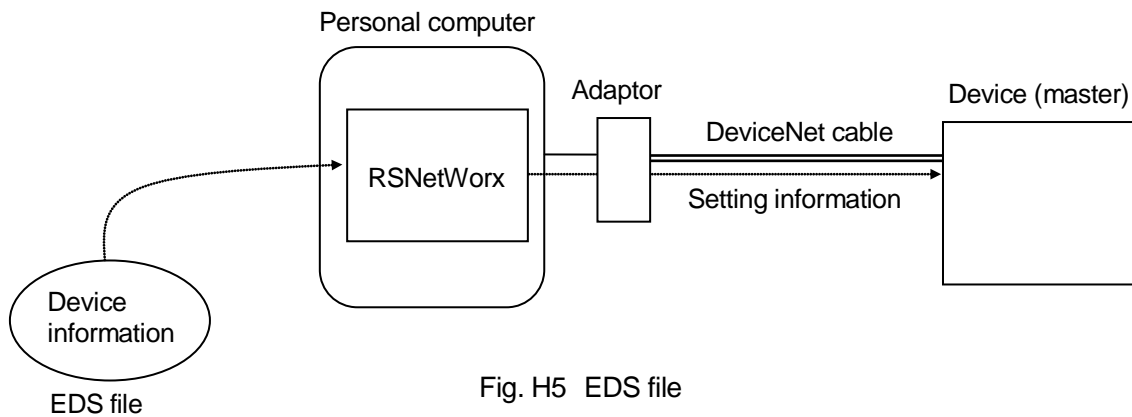 Personal computer
Adaptor
Device (master)
DeviceNet cable
RSNetWorx
Setting information
Device
information
Fig. H5 EDS file
EDS file